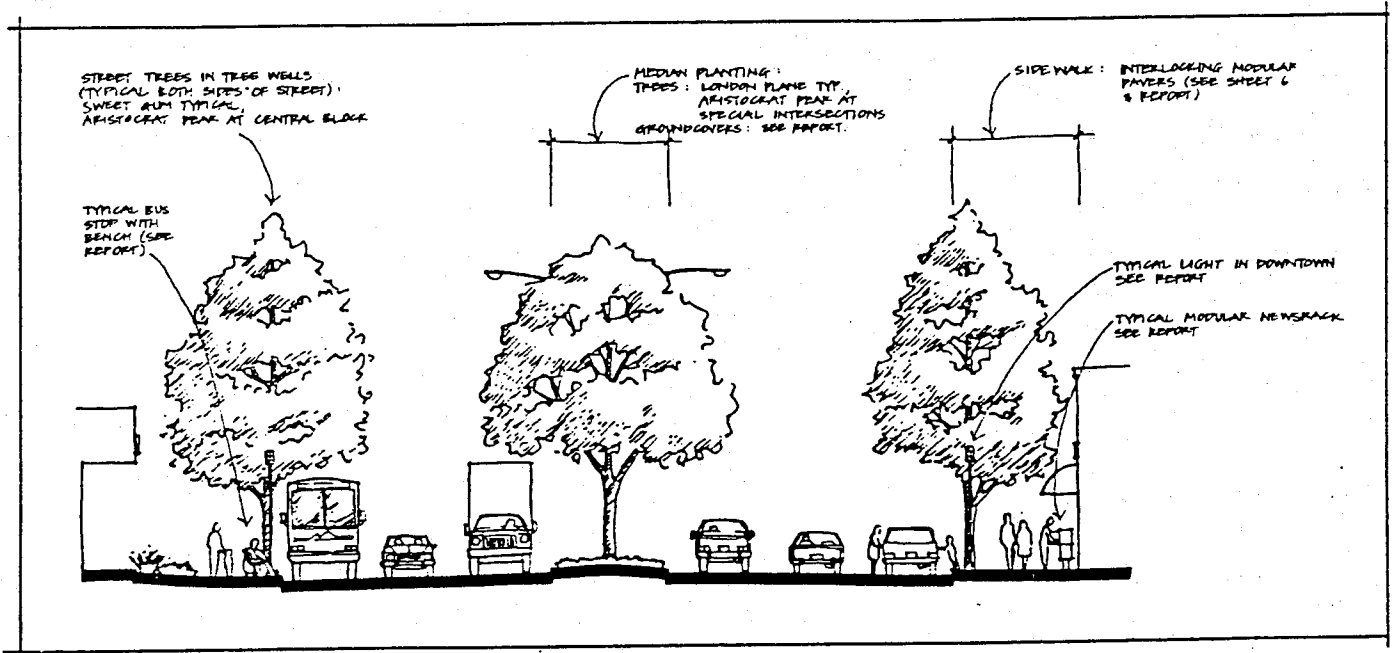 STREET TREES IN TREE WELLS
(TYPICAL BOTH SIDES OF STREET):
SWEET GUM TYPICAL,
ARISTOCRAT PEAR AT CENTRAL BLOCK
MEDIAN PLANTING:
TREES: LONDON PLANE TYP.,
ARISTOCRAT PEAR AT
SPECIAL INTERSECTIONS
GROUNDCOVERS: SEE REPORT.
SIDEWALK: INTERLOCKING MODULAR
PAVERS (SEE SHEET 6
& REPORT)
TYPICAL BUS
STOP WITH
BENCH (SEE
REPORT)
TYPICAL LIGHT IN DOWNTOWN
SEE REPORT
TYPICAL MODULAR NEWSRACK
SEE REPORT